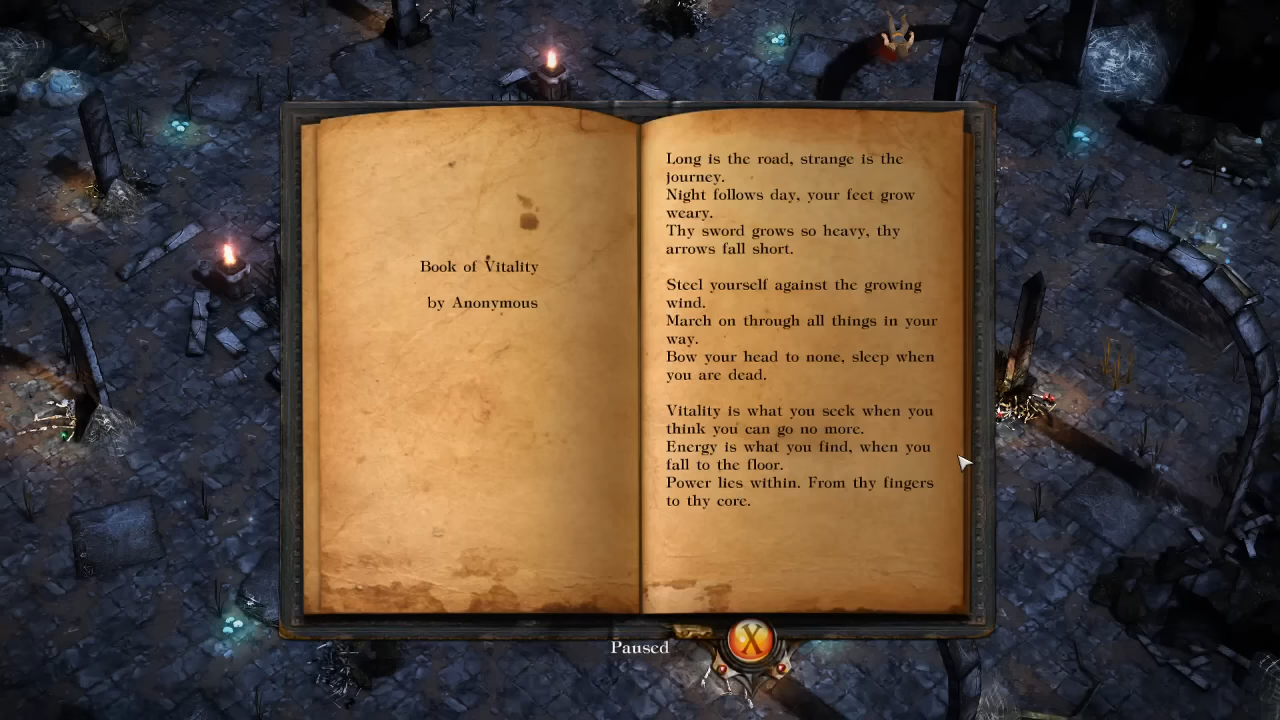 Book of Vitality
by Anonymous
Long is the road, strange is the
journey.
Night follows day, your feet grow
weary.
Thy sword grows so heavy, thy
arrows fall short.
Steel yourself against the growing
wind.
March on through all things in your
way.
Bow your head to none, sleep when
you are dead.
Vitality is what you seek when you
think you can go no more.
Energy is what you find, when you
fall to the floor.
Power lies within. From thy fingers
to thy core.
Paused
X